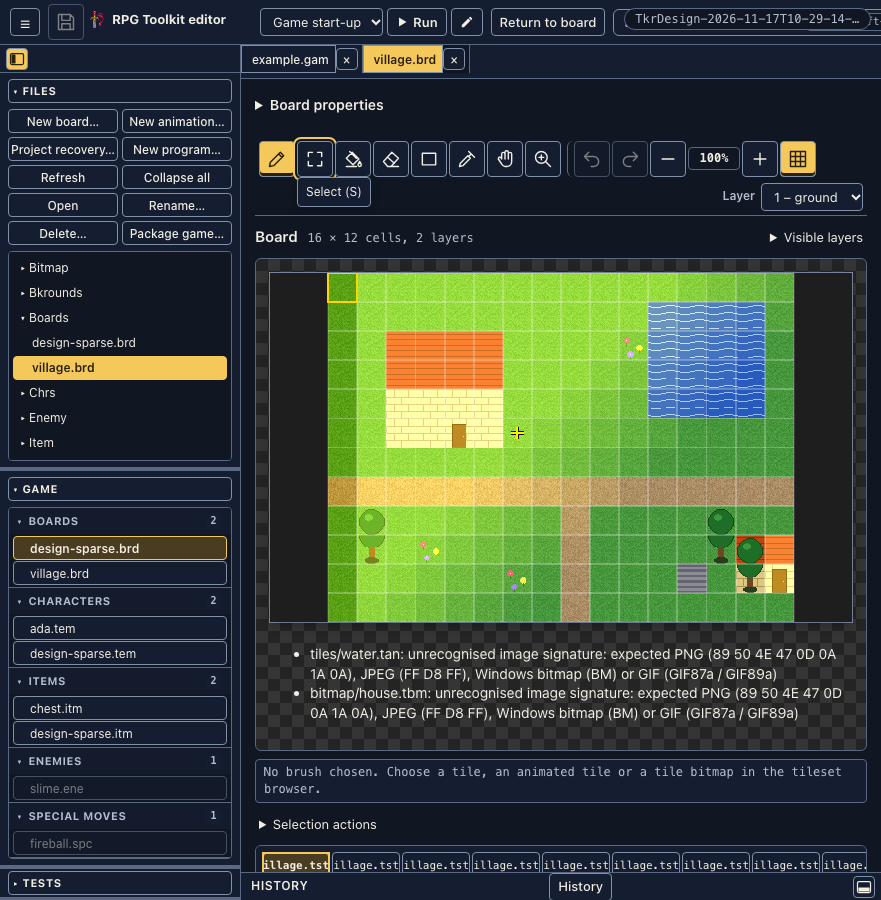 RPG Toolkit editor
Game start-up
Run
Return to board
TkrDesign-2026-11-17T10-29-14-…
example.gam
×
village.brd
×
FILES
New board…
New animation…
Project recovery…
New program…
Refresh
Collapse all
Open
Rename…
Delete…
Package game…
Bitmap
Bkrounds
Boards
design-sparse.brd
village.brd
Chrs
Enemy
Item
GAME
BOARDS 2
design-sparse.brd
village.brd
CHARACTERS 2
ada.tem
design-sparse.tem
ITEMS 2
chest.itm
design-sparse.itm
ENEMIES 1
slime.ene
SPECIAL MOVES 1
fireball.spc
TESTS
Board properties
100%
Select (S)
Layer
1 – ground
Board 16 × 12 cells, 2 layers
Visible layers
• tiles/water.tan: unrecognised image signature: expected PNG (89 50 4E 47 0D 0A
1A 0A), JPEG (FF D8 FF), Windows bitmap (BM) or GIF (GIF87a / GIF89a)
• bitmap/house.tbm: unrecognised image signature: expected PNG (89 50 4E 47 0D
0A 1A 0A), JPEG (FF D8 FF), Windows bitmap (BM) or GIF (GIF87a / GIF89a)
No brush chosen. Choose a tile, an animated tile or a tile bitmap in the tileset
browser.
Selection actions
illage.tst illage.tst illage.tst illage.tst illage.tst illage.tst illage.tst illage.tst illage.
HISTORY
History